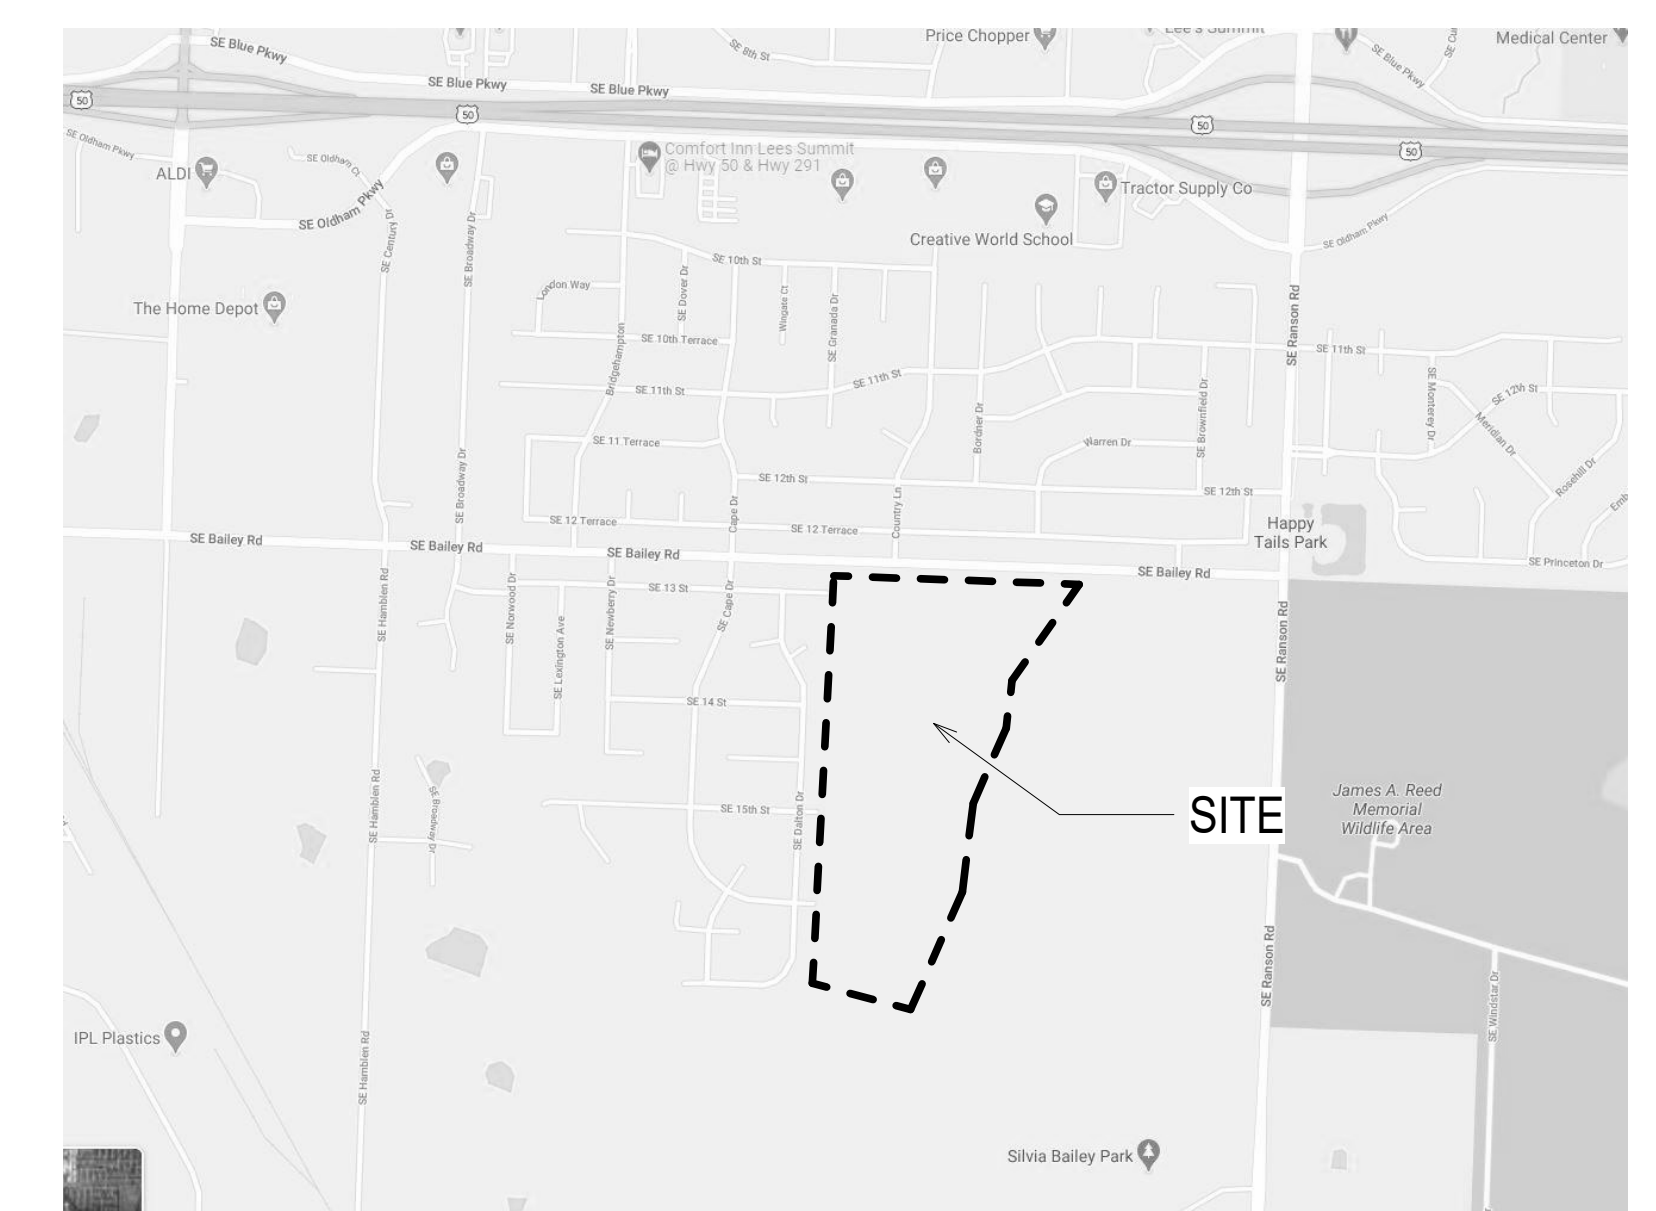 SE Blue Pkwy
SE Blue Pkwy
SE Blue Pkwy
SE 8th St
Price Chopper
Lee's Summit
SE Blue Pkwy
Medical Center
50
50
50
50
SE Oldham Pkwy
ALDI
SE Oldham Ct
SE Oldham Pkwy
Comfort Inn Lees Summit
@ Hwy 50 & Hwy 291
Tractor Supply Co
Creative World School
SE Oldham Pkwy
SE Century Dr
SE Broadway Dr
SE 10th St
London Way
SE Dover Dr
Wingate Ct
SE Granada Dr
The Home Depot
SE Ranson Rd
SE 10th Terrace
SE 11th St
Bridgehampton
SE 11th St
SE 11th St
SE Monterey Dr
SE 12th St
Meridian Dr
Bordner Dr
SE Brownfield Dr
SE 11 Terrace
Warren Dr
SE Broadway Dr
SE 12th St
SE 12th St
Rosehill Dr
Cape Dr
Country Ln
SE 12 Terrace
SE 12 Terrace
Happy
Tails Park
SE Bailey Rd
SE Bailey Rd
SE Bailey Rd
SE Bailey Rd
SE Princeton Dr
SE Hamblen Rd
SE Norwood Dr
SE Lexington Ave
SE Newberry Dr
SE 13 St
SE Cape Dr
SE Ranson Rd
SE 14 St
SE Hamblen Rd
SE Broadway Dr
SE 15th St
SE Dalton Dr
SITE
James A. Reed
Memorial
Wildlife Area
SE Ranson Rd
SE Windstar Dr
IPL Plastics
SE Hamblen Rd
Silvia Bailey Park